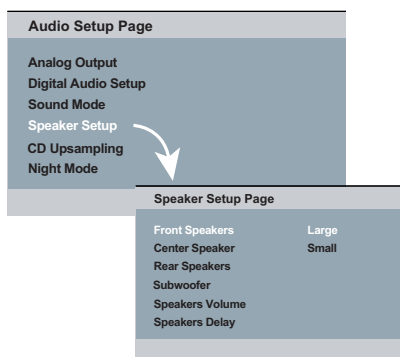 Audio Setup Page
Analog Output
Digital Audio Setup
Sound Mode
Speaker Setup
CD Upsampling
Night Mode
Speaker Setup Page
Front Speakers Large
Center Speaker Small
Rear Speakers
Subwoofer
Speakers Volume
Speakers Delay